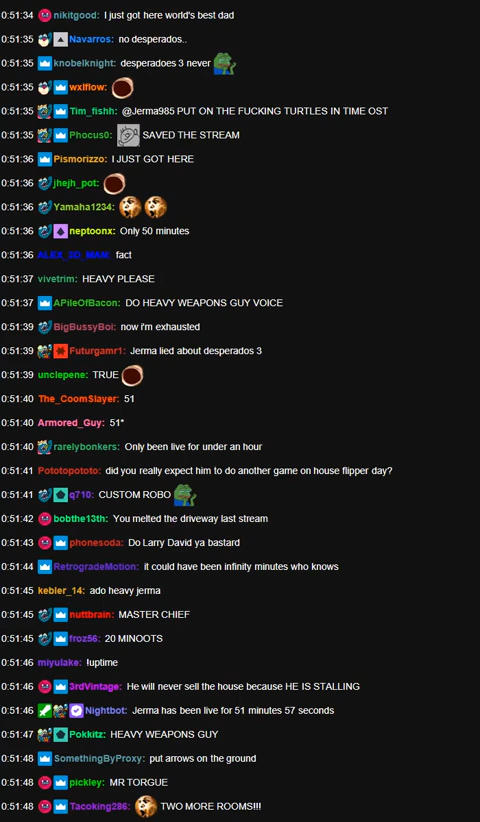 0:51:34 nikitgood: I just got here world's best dad
0:51:35 Navarros: no desperados..
0:51:35 knobelknight: desperadoes 3 never
0:51:35 wxlflow:
0:51:35 Tim_fishh: @Jerma985 PUT ON THE FUCKING TURTLES IN TIME OST
0:51:35 Phocus0: SAVED THE STREAM
0:51:36 Pismorizzo: I JUST GOT HERE
0:51:36 jhejh_pot:
0:51:36 Yamaha1234:
0:51:36 neptoonx: Only 50 minutes
0:51:36 ALEX_3D_MAN: fact
0:51:37 vivetrim: HEAVY PLEASE
0:51:37 APileOfBacon: DO HEAVY WEAPONS GUY VOICE
0:51:39 BigBussyBoi: now i'm exhausted
0:51:39 Futurgamr1: Jerma lied about desperados 3
0:51:39 unclepene: TRUE
0:51:40 The_CoomSlayer: 51
0:51:40 Armored_Guy: 51*
0:51:40 rarelybonkers: Only been live for under an hour
0:51:41 Pototopototo: did you really expect him to do another game on house flipper day?
0:51:41 q710: CUSTOM ROBO
0:51:42 bobthe13th: You melted the driveway last stream
0:51:43 phonesoda: Do Larry David ya bastard
0:51:44 RetrogradeMotion: it could have been infinity minutes who knows
0:51:45 kebler_14: ado heavy jerma
0:51:45 nuttbrain: MASTER CHIEF
0:51:45 froz56: 20 MINOOTS
0:51:46 miyulake: !uptime
0:51:46 3rdVintage: He will never sell the house because HE IS STALLING
0:51:46 Nightbot: Jerma has been live for 51 minutes 57 seconds
0:51:47 Pokkitz: HEAVY WEAPONS GUY
0:51:48 SomethingByProxy: put arrows on the ground
0:51:48 pickley: MR TORGUE
0:51:48 Tacoking286: TWO MORE ROOMS!!!